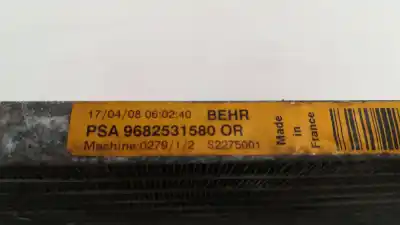 17/04/08 06:02:40 BEHR
PSA 9682531580 OR
Machine:0279/1/2 S2275001
Made in France